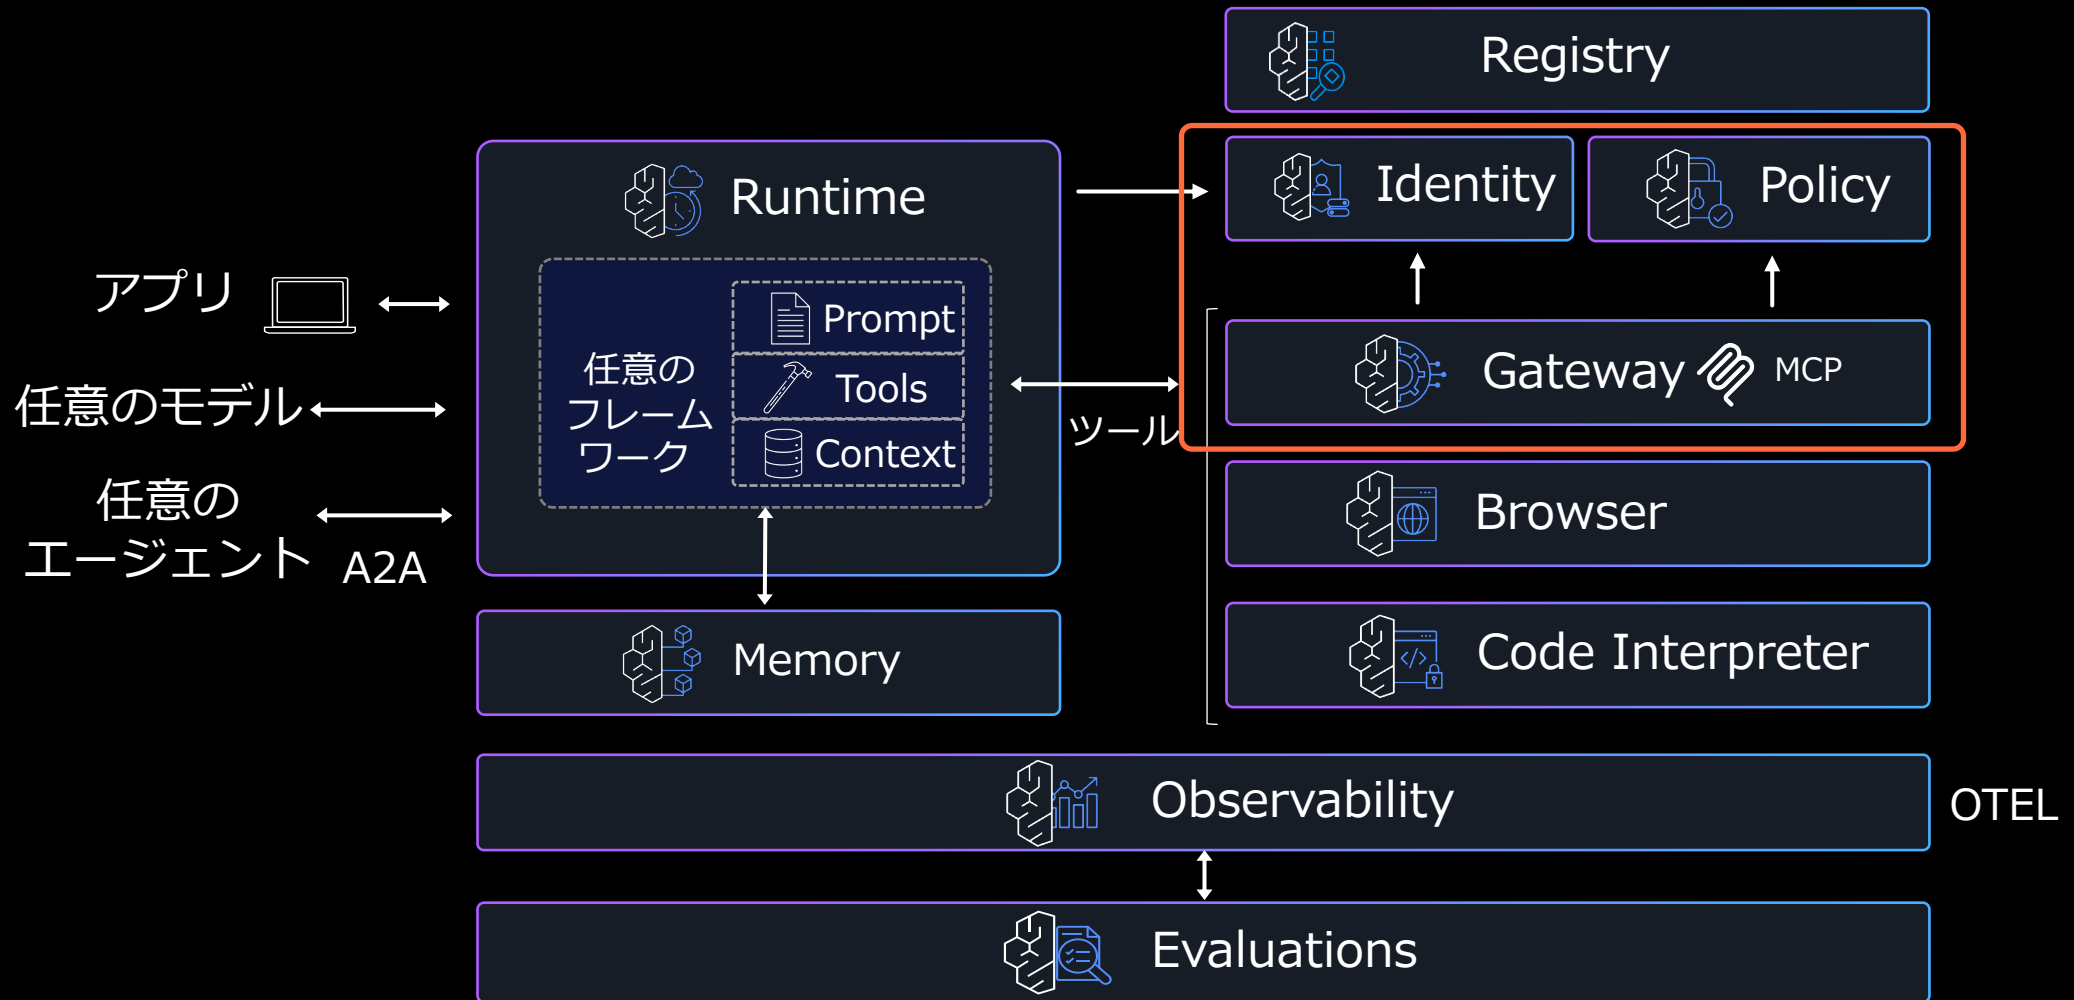 Registry
Runtime
Identity
Policy
アプリ
Prompt
任意の
フレーム
ワーク
Tools
Context
任意のモデル
ツール
Gateway
MCP
任意の
エージェント
A2A
Browser
Memory
Code Interpreter
Observability
OTEL
Evaluations